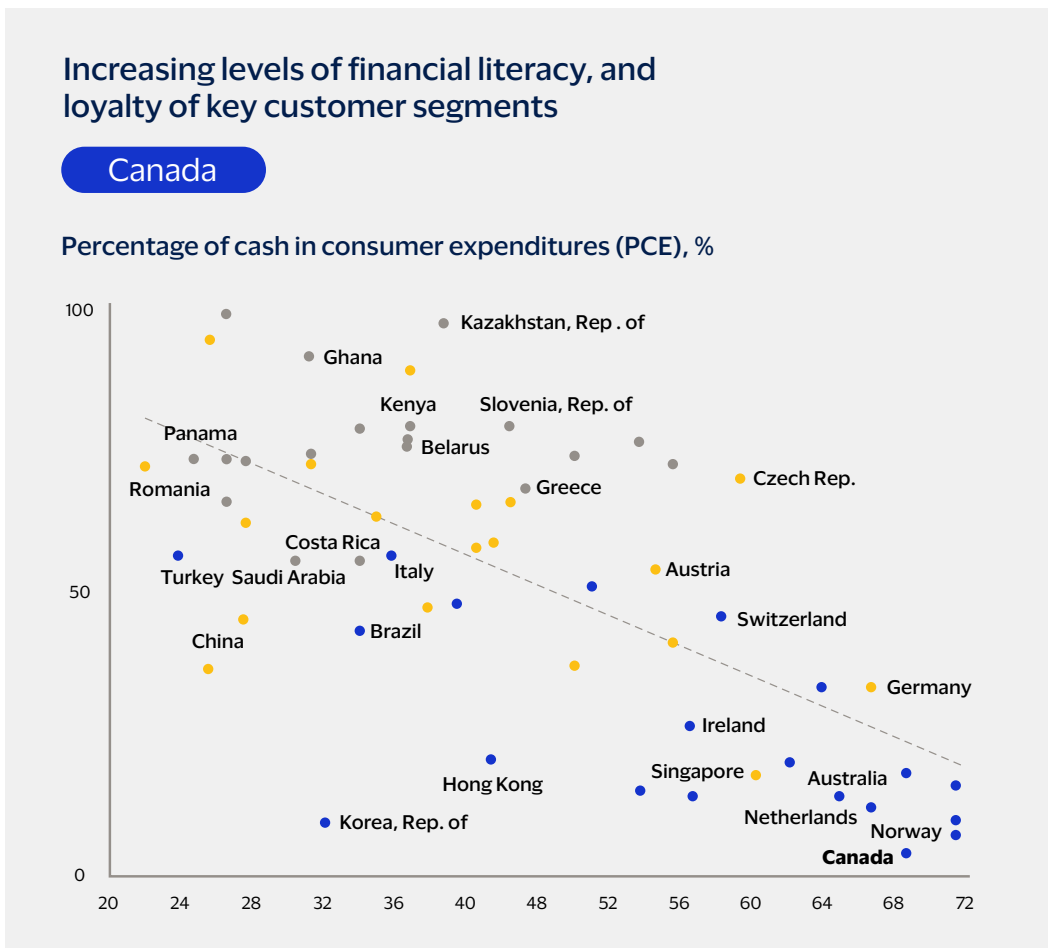 Increasing levels of financial literacy, and
loyalty of key customer segments
Canada
Percentage of cash in consumer expenditures (PCE), %
100
Kazakhstan, Rep . of
Ghana
Kenya
Slovenia, Rep. of
Panama
Belarus
Czech Rep.
Romania
Greece
Costa Rica
Italy
Austria
Turkey
Saudi Arabia
50
Switzerland
Brazil
China
Germany
Ireland
Singapore
Hong Kong
Australia
Netherlands
Korea, Rep. of
Norway
Canada
0
20 24 28 32 36 40 48 52 56 60 64 68 72